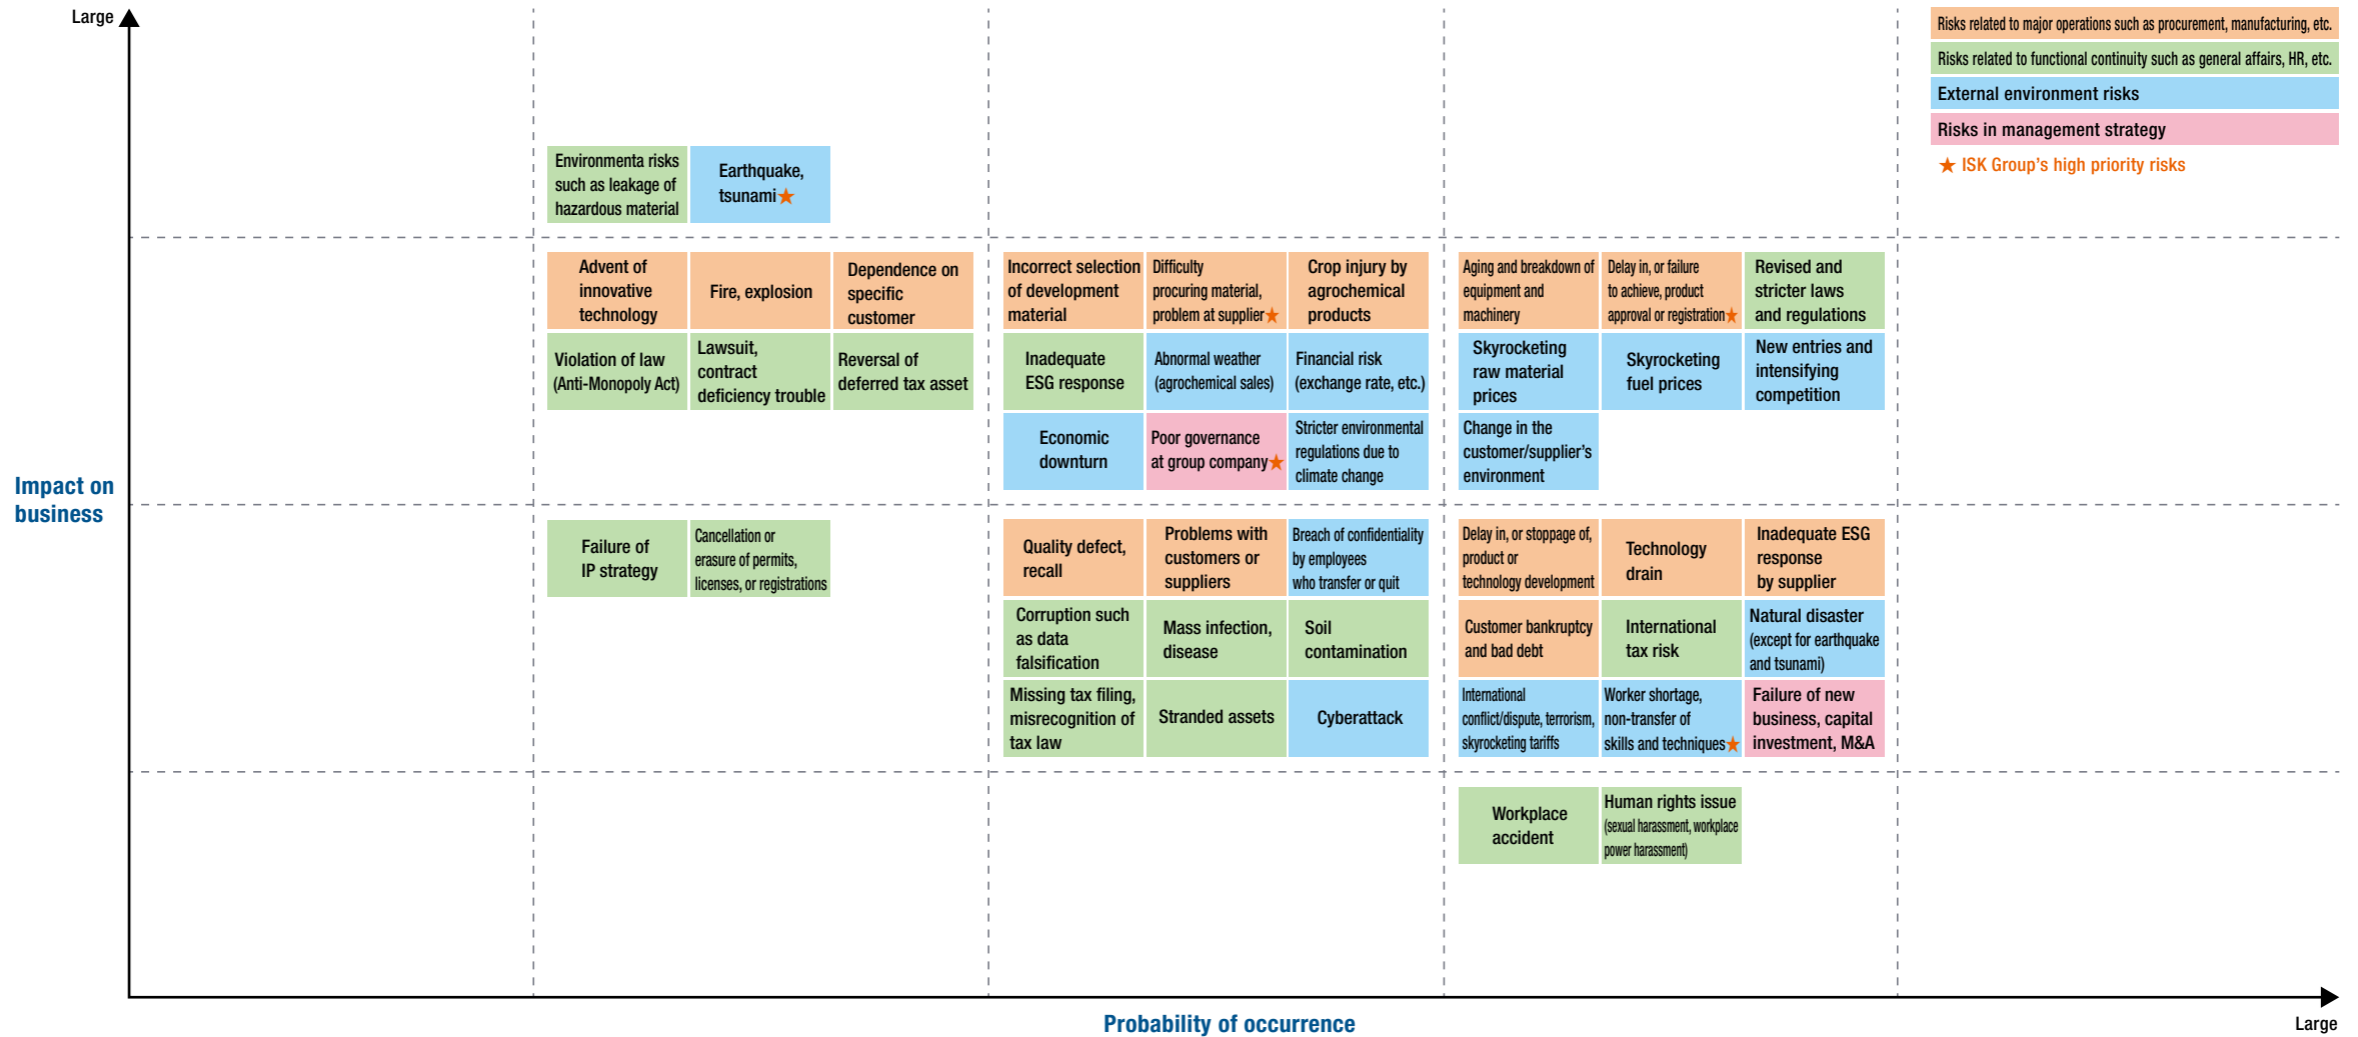 Large
Risks related to major operations such as procurement, manufacturing, etc.
Risks related to functional continuity such as general affairs, HR, etc.
External environment risks
Risks in management strategy
★ ISK Group's high priority risks
Environmenta risks
such as leakage of
hazardous material
Earthquake,
tsunami★
Advent of
innovative
technology
Fire, explosion
Dependence on
specific
customer
Violation of law
(Anti-Monopoly Act)
Lawsuit,
contract
deficiency trouble
Reversal of
deferred tax asset
Incorrect selection
of development
material
Difficulty
procuring material,
problem at supplier★
Crop injury by
agrochemical
products
Inadequate
ESG response
Abnormal weather
(agrochemical sales)
Financial risk
(exchange rate, etc.)
Economic
downturn
Poor governance
at group company★
Stricter environmental
regulations due to
climate change
Aging and breakdown of
equipment and
machinery
Delay in, or failure
to achieve, product
approval or registration★
Revised and
stricter laws
and regulations
Skyrocketing
raw material
prices
Skyrocketing
fuel prices
New entries and
intensifying
competition
Change in the
customer/supplier's
environment
Impact on
business
Failure of
IP strategy
Cancellation or
erasure of permits,
licenses, or registrations
Quality defect,
recall
Problems with
customers or
suppliers
Breach of confidentiality
by employees
who transfer or quit
Corruption such
as data
falsification
Mass infection,
disease
Soil
contamination
Missing tax filing,
misrecognition of
tax law
Stranded assets
Cyberattack
Delay in, or stoppage of,
product or
technology development
Technology
drain
Inadequate ESG
response
by supplier
Customer bankruptcy
and bad debt
International
tax risk
Natural disaster
(except for earthquake
and tsunami)
International
conflict/dispute, terrorism,
skyrocketing tariffs
Worker shortage,
non-transfer of
skills and techniques★
Failure of new
business, capital
investment, M&A
Workplace
accident
Human rights issue
(sexual harassment, workplace
power harassment)
Probability of occurrence
Large